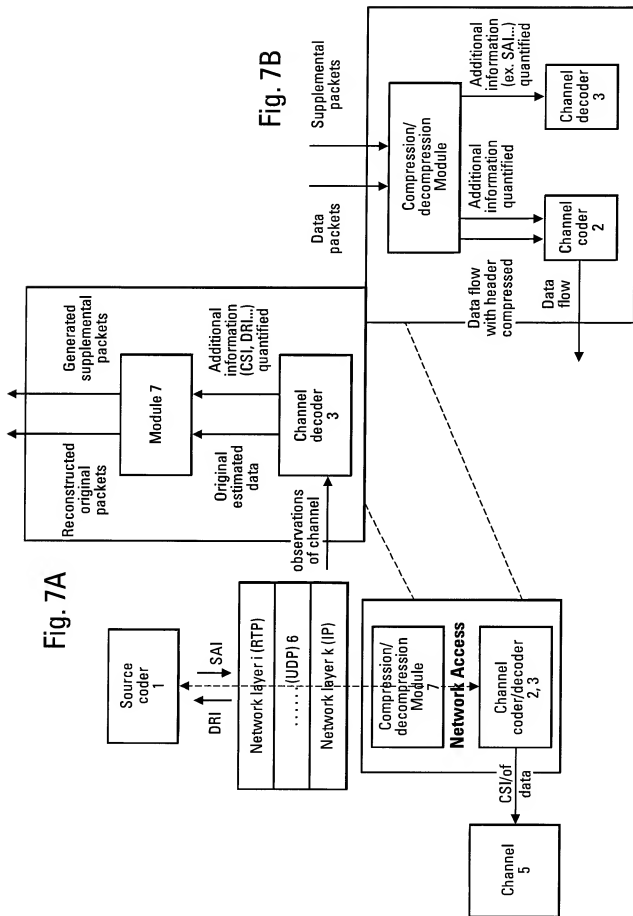 Fig. 7A
Source
coder
1
DRI
SAI
Network layer i (RTP)
...... (UDP) 6
Network layer k (IP)
Compression/
decompression
Module
7
Network Access
Channel
coder/decoder
2, 3
CSI/of
data
Channel
5
Reconstructed
original
packets
Generated
supplemental
packets
Module 7
Original
estimated
data
Additional
information
(CSI, DRI...)
quantified
Channel
decoder
3
observations
of channel
Fig. 7B
Data
packets
Supplemental
packets
Compression/
decompression
Module
Data flow
with header
compressed
Additional
information
quantified
Additional
information
(ex. SAI...)
quantified
Channel
coder
2
Channel
decoder
3
Data
flow